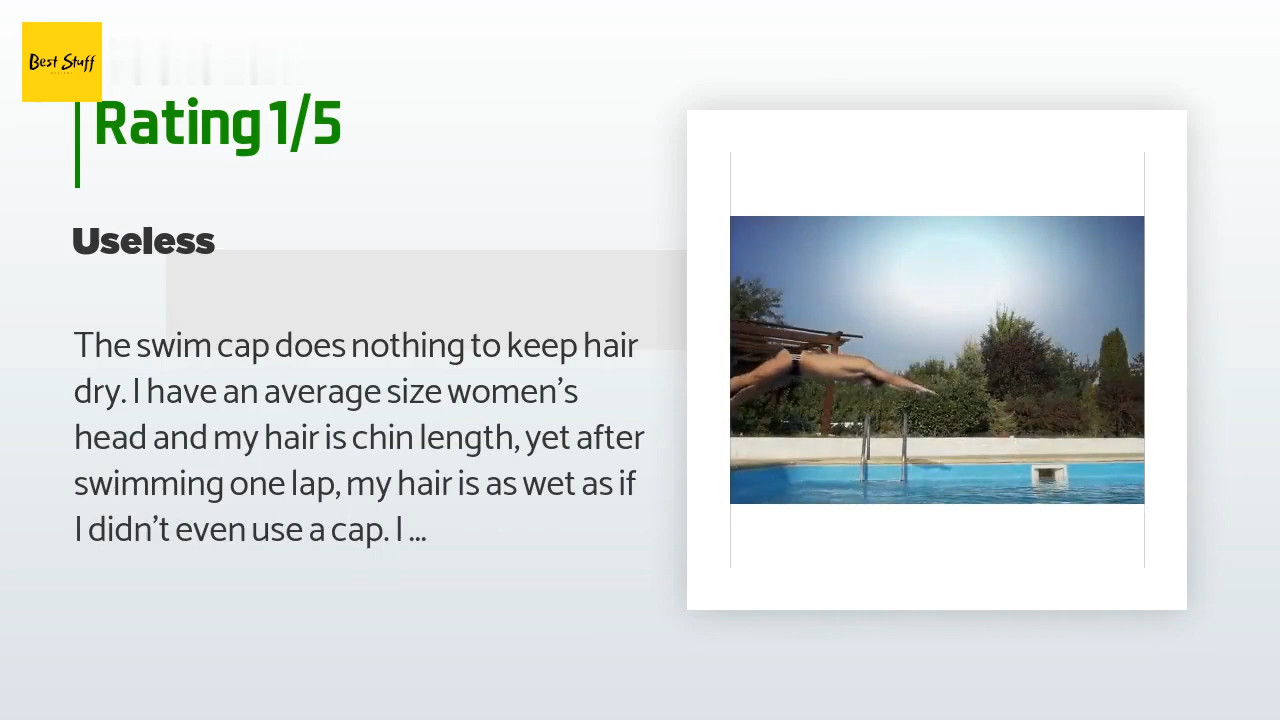 Best Stuff
Rating 1/5
Useless
The swim cap does nothing to keep hair
dry. I have an average size women's
head and my hair is chin length, yet after
swimming one lap, my hair is as wet as if
I didn't even use a cap. I ...